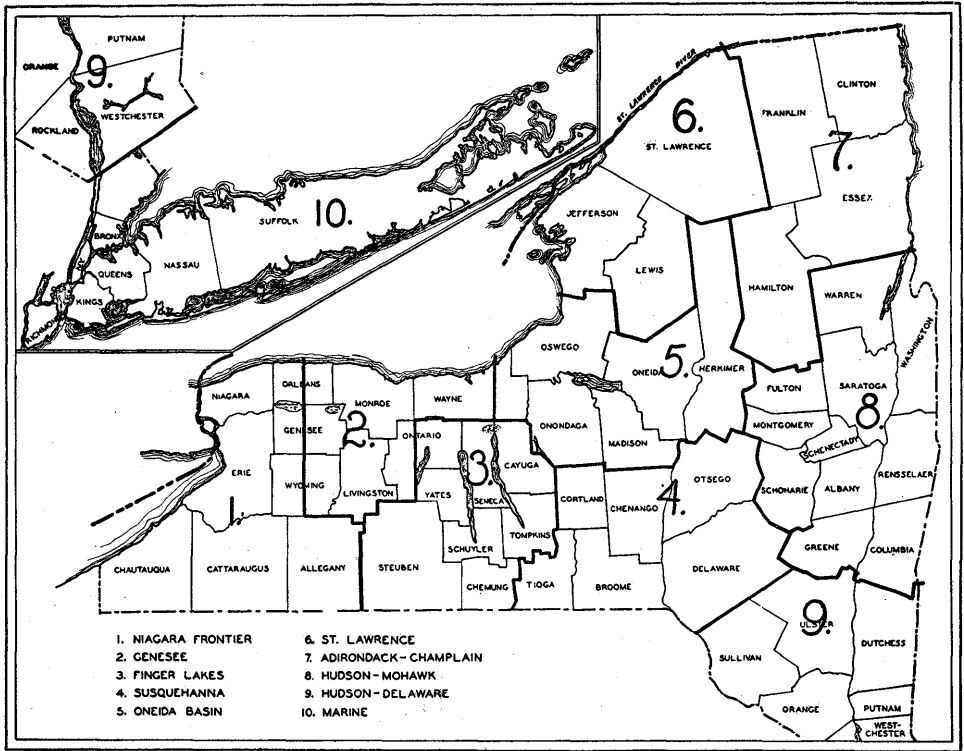 PUTNAM
ORANGE
9.
WESTCHESTER
ROCKLAND
SUFFOLK
10.
BRONX
NASSAU
QUEENS
KINGS
RICHMOND
ST. LAWRENCE RIVER
6.
ST. LAWRENCE
FRANKLIN
CLINTON
7.
ESSEX
JEFFERSON
LEWIS
HAMILTON
WARREN
WASHINGTON
OSWEGO
ONEIDA
5.
HERKIMER
FULTON
SARATOGA
8.
MONTGOMERY
SCHENECTADY
NIAGARA
ORLEANS
MONROE
WAYNE
GENESEE
2.
ONTARIO
ONONDAGA
MADISON
ERIE
WYOMING
LIVINGSTON
YATES
3.
SENECA
CAYUGA
CORTLAND
CHENANGO
4.
OTSEGO
SCHOHARIE
ALBANY
RENSSELAER
1.
TOMPKINS
SCHUYLER
GREENE
COLUMBIA
CHAUTAUQUA
CATTARAUGUS
ALLEGANY
STEUBEN
CHEMUNG
TIOGA
BROOME
DELAWARE
ULSTER
9.
DUTCHESS
SULLIVAN
ORANGE
PUTNAM
WEST-
CHESTER
1. NIAGARA FRONTIER
2. GENESEE
3. FINGER LAKES
4. SUSQUEHANNA
5. ONEIDA BASIN
6. ST. LAWRENCE
7. ADIRONDACK-CHAMPLAIN
8. HUDSON-MOHAWK
9. HUDSON-DELAWARE
10. MARINE